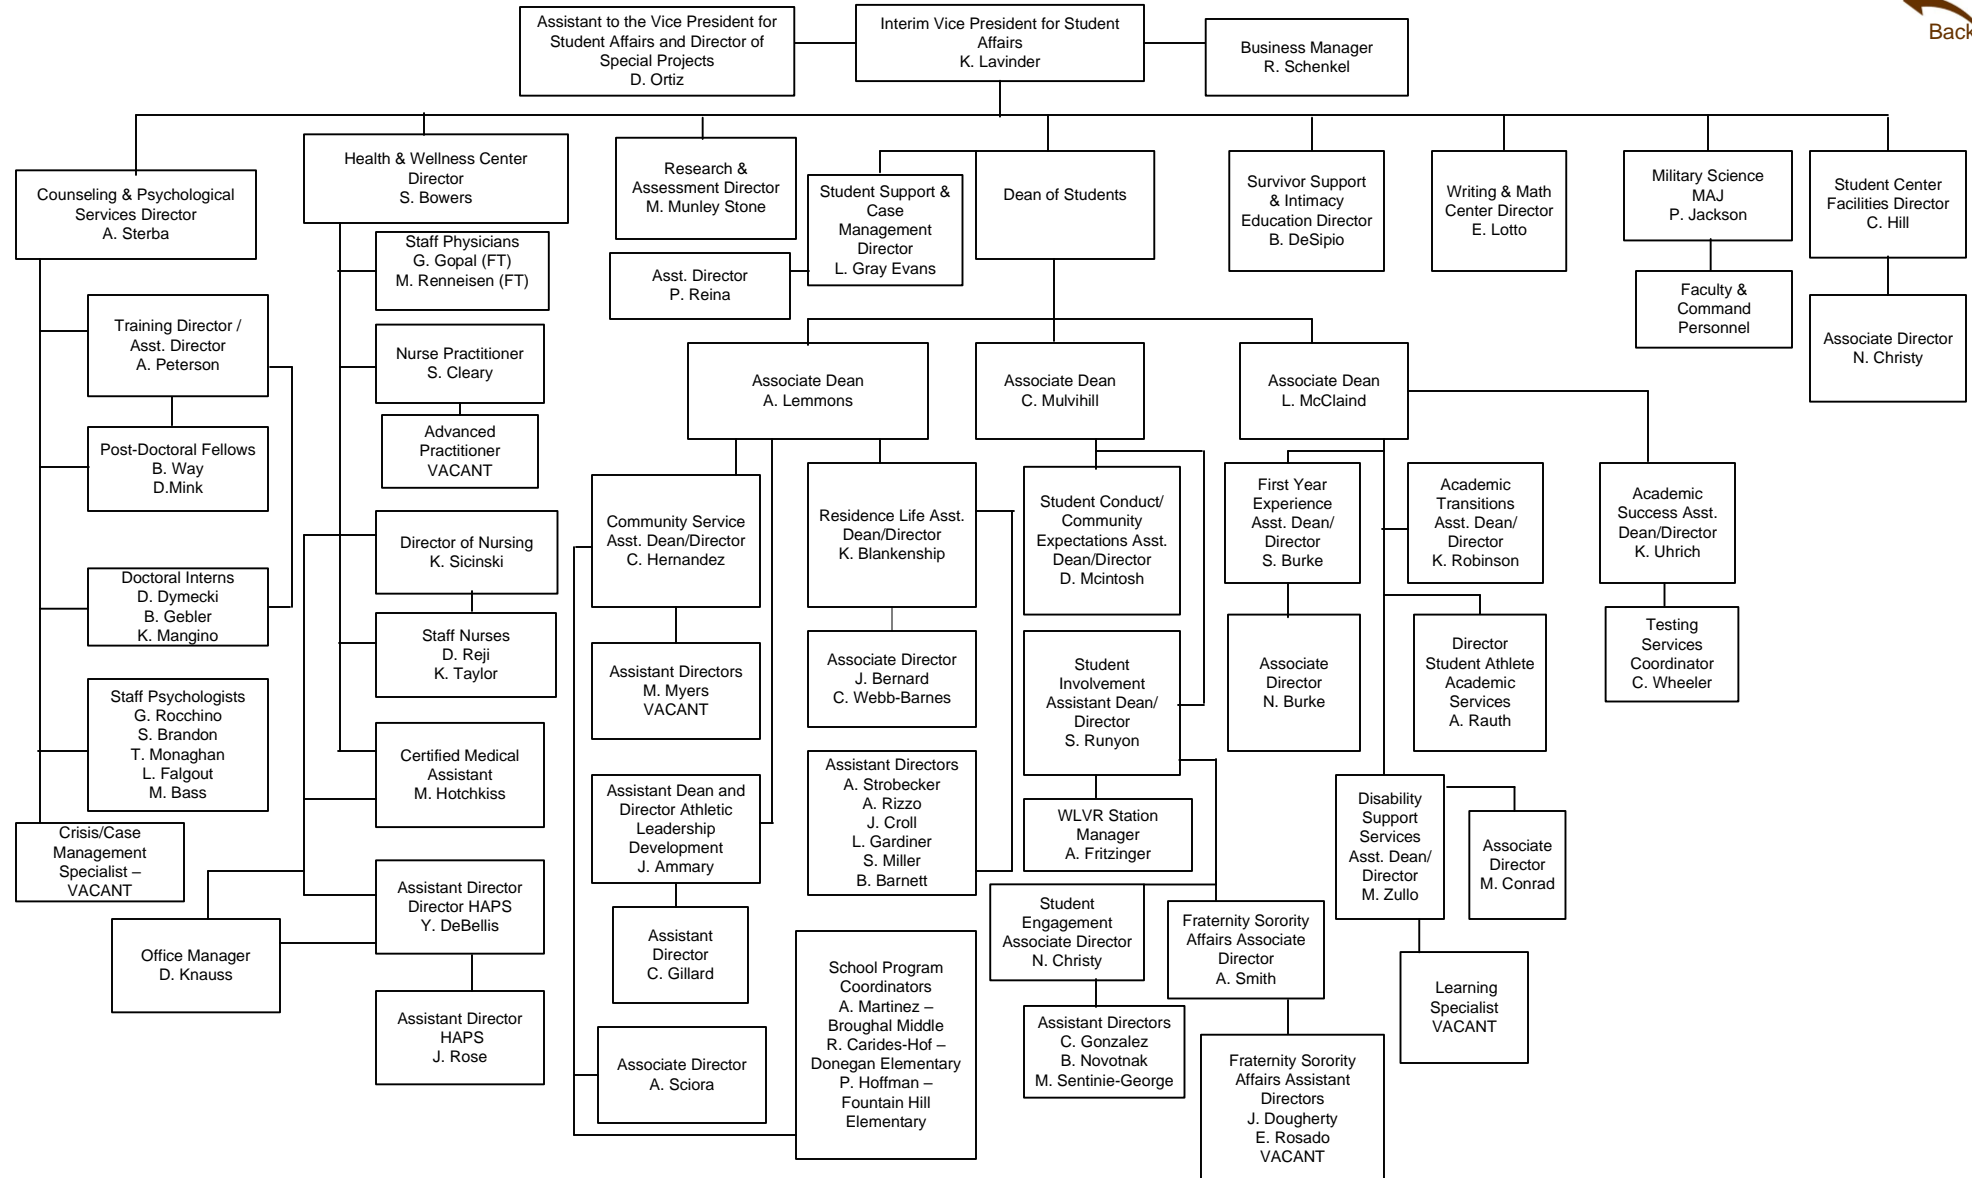 Assistant to the Vice President for
Student Affairs and Director of
Special Projects
D. Ortiz
Interim Vice President for Student
Affairs
K. Lavinder
Business Manager
R. Schenkel
Back
Counseling & Psychological
Services Director
A. Sterba
Health & Wellness Center
Director
S. Bowers
Research &
Assessment Director
M. Munley Stone
Student Support &
Case
Management
Director
L. Gray Evans
Dean of Students
Survivor Support
& Intimacy
Education Director
B. DeSipio
Writing & Math
Center Director
E. Lotto
Military Science
MAJ
P. Jackson
Student Center
Facilities Director
C. Hill
Staff Physicians
G. Gopal (FT)
M. Renneisen (FT)
Asst. Director
P. Reina
Faculty &
Command
Personnel
Associate Director
N. Christy
Training Director /
Asst. Director
A. Peterson
Nurse Practitioner
S. Cleary
Associate Dean
A. Lemmons
Associate Dean
C. Mulvihill
Associate Dean
L. McClaind
Post-Doctoral Fellows
B. Way
D.Mink
Advanced
Practitioner
VACANT
Community Service
Asst. Dean/Director
C. Hernandez
Residence Life Asst.
Dean/Director
K. Blankenship
Student Conduct/
Community
Expectations Asst.
Dean/Director
D. Mcintosh
First Year
Experience
Asst. Dean/
Director
S. Burke
Academic
Transitions
Asst. Dean/
Director
K. Robinson
Academic
Success Asst.
Dean/Director
K. Uhrich
Director of Nursing
K. Sicinski
Doctoral Interns
D. Dymecki
B. Gebler
K. Mangino
Staff Nurses
D. Reji
K. Taylor
Assistant Directors
M. Myers
VACANT
Associate Director
J. Bernard
C. Webb-Barnes
Student
Involvement
Assistant Dean/
Director
S. Runyon
Associate
Director
N. Burke
Director
Student Athlete
Academic
Services
A. Rauth
Testing
Services
Coordinator
C. Wheeler
Staff Psychologists
G. Rocchino
S. Brandon
T. Monaghan
L. Falgout
M. Bass
Certified Medical
Assistant
M. Hotchkiss
Assistant Dean and
Director Athletic
Leadership
Development
J. Ammary
Assistant Directors
A. Strobecker
A. Rizzo
J. Croll
L. Gardiner
S. Miller
B. Barnett
WLVR Station
Manager
A. Fritzinger
Disability
Support
Services
Asst. Dean/
Director
M. Zullo
Associate
Director
M. Conrad
Crisis/Case
Management
Specialist –
VACANT
Assistant Director
Director HAPS
Y. DeBellis
Student
Engagement
Associate Director
N. Christy
Fraternity Sorority
Affairs Associate
Director
A. Smith
Office Manager
D. Knauss
Assistant
Director
C. Gillard
School Program
Coordinators
A. Martinez –
Broughal Middle
R. Carides-Hof –
Donegan Elementary
P. Hoffman –
Fountain Hill
Elementary
Learning
Specialist
VACANT
Assistant Director
HAPS
J. Rose
Associate Director
A. Sciora
Assistant Directors
C. Gonzalez
B. Novotnak
M. Sentinie-George
Fraternity Sorority
Affairs Assistant
Directors
J. Dougherty
E. Rosado
VACANT